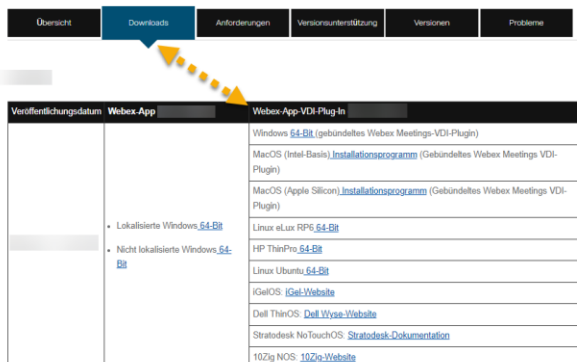 Übersicht
Downloads
Anforderungen
Versionsunterstützung
Versionen
Probleme
Veröffentlichungsdatum
Webex-App
Webex-App-VDI-Plug-In
• Lokalisierte Windows 64-Bit
• Nicht lokalisierte Windows 64-
Bit
Windows 64-Bit (gebündeltes Webex Meetings-VDI-Plugin)
MacOS (Intel-Basis) Installationsprogramm (Gebündeltes Webex Meetings VDI-
Plugin)
MacOS (Apple Silicon) Installationsprogramm (Gebündeltes Webex Meetings VDI-
Plugin)
Linux eLux RP6 64-Bit
HP ThinPro 64-Bit
Linux Ubuntu 64-Bit
iGelOS: iGel-Website
Dell ThinOS: Dell Wyse-Website
Stratodesk NoTouchOS: Stratodesk-Dokumentation
10Zig NOS: 10Zig-Website